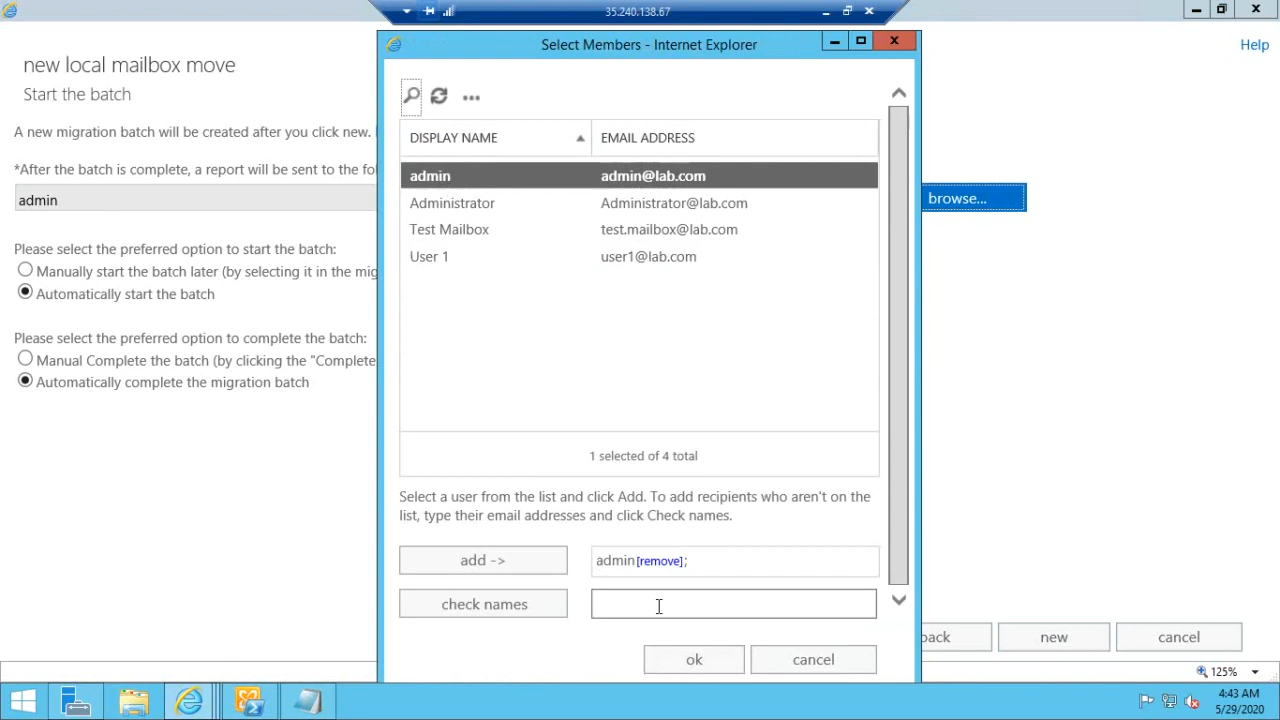 35.240.138.67
Select Members - Internet Explorer
Help
new local mailbox move
Start the batch
A new migration batch will be created after you click new.
*After the batch is complete, a report will be sent to the fo
admin
browse...
Please select the preferred option to start the batch:
Manually start the batch later (by selecting it in the mig
Automatically start the batch
Please select the preferred option to complete the batch:
Manual Complete the batch (by clicking the "Complete
Automatically complete the migration batch
DISPLAY NAME EMAIL ADDRESS
admin admin@lab.com
Administrator Administrator@lab.com
Test Mailbox test.mailbox@lab.com
User 1 user1@lab.com
1 selected of 4 total
Select a user from the list and click Add. To add recipients who aren't on the
list, type their email addresses and click Check names.
add -> admin[remove];
check names
ok cancel
back new cancel
125%
4:43 AM
5/29/2020